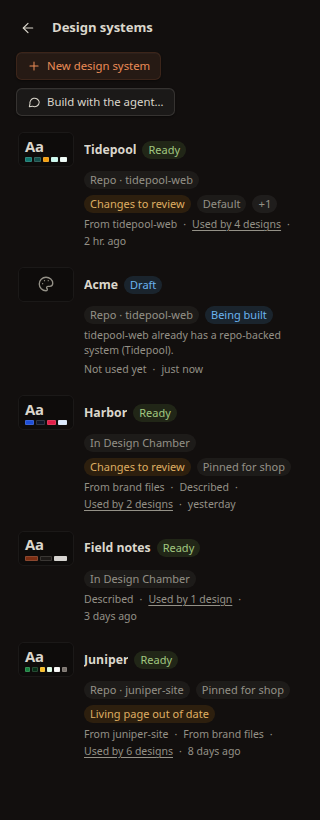 Design systems
New design system
Build with the agent...
Aa
Tidepool Ready
Repo · tidepool-web
Changes to review Default +1
From tidepool-web · Used by 4 designs ·
2 hr. ago
Acme Draft
Repo · tidepool-web Being built
tidepool-web already has a repo-backed
system (Tidepool).
Not used yet · just now
Aa
Harbor Ready
In Design Chamber
Changes to review Pinned for shop
From brand files · Described ·
Used by 2 designs · yesterday
Aa
Field notes Ready
In Design Chamber
Described · Used by 1 design ·
3 days ago
Aa
Juniper Ready
Repo · juniper-site Pinned for shop
Living page out of date
From juniper-site · From brand files ·
Used by 6 designs · 8 days ago